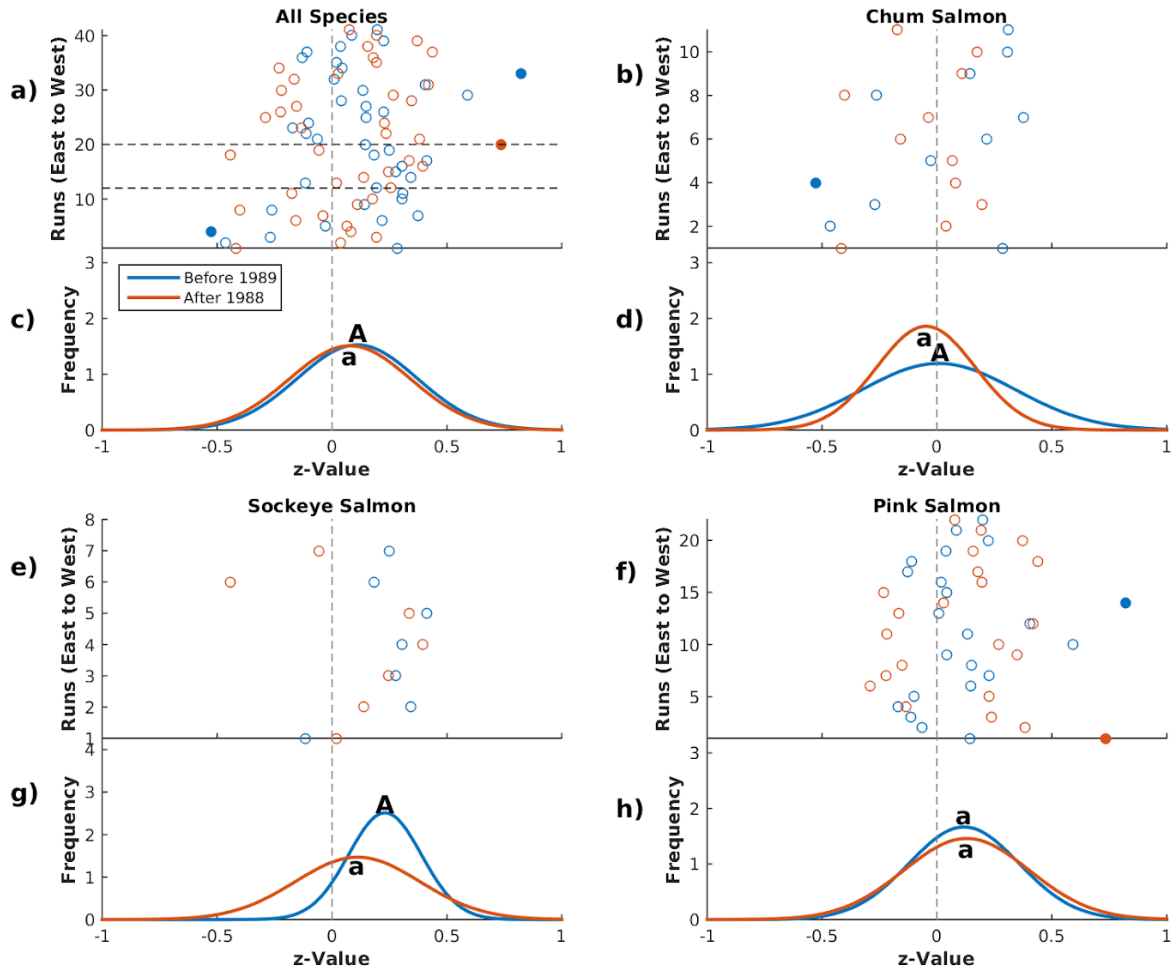 All Species
Chum Salmon
a)
Runs (East to West)
40
30
20
10
b)
Runs (East to West)
10
8
6
4
2
c)
Frequency
3
2
1
0
Before 1989
After 1988
A
a
-1
-0.5
0
0.5
1
z-Value
d)
Frequency
3
2
1
0
a
A
-1
-0.5
0
0.5
1
z-Value
Sockeye Salmon
Pink Salmon
e)
Runs (East to West)
8
7
6
5
4
3
2
1
f)
Runs (East to West)
20
15
10
5
g)
Frequency
4
3
2
1
0
A
a
-1
-0.5
0
0.5
1
z-Value
h)
Frequency
3
2
1
0
a
a
-1
-0.5
0
0.5
1
z-Value